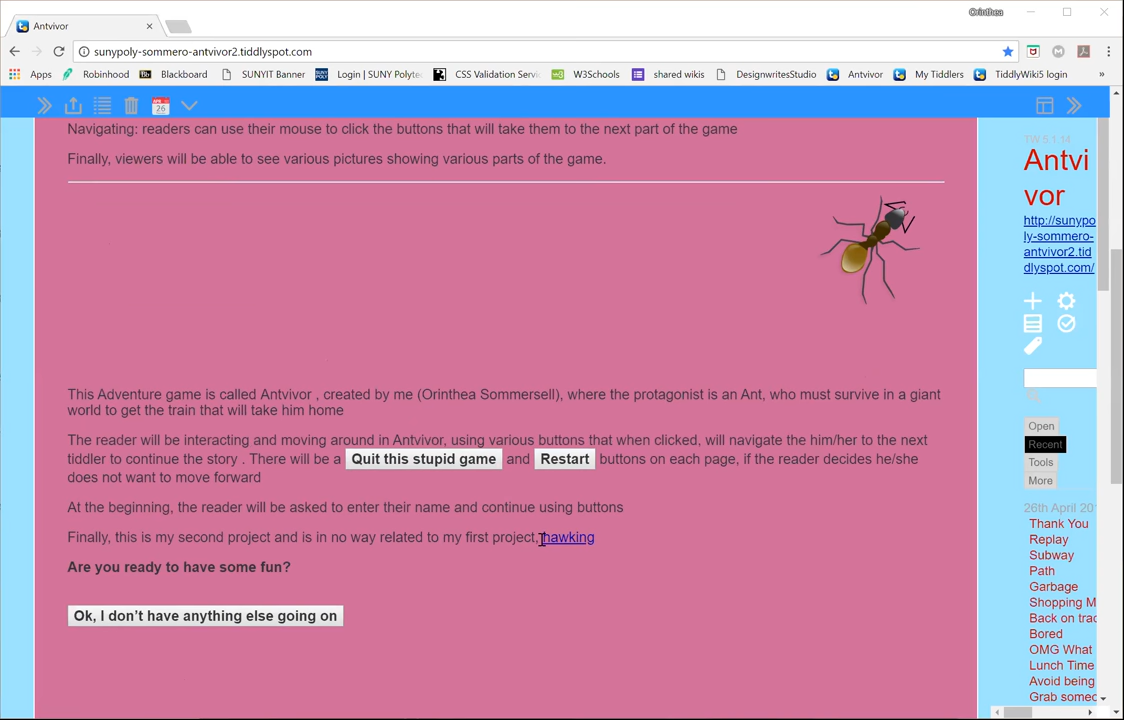 Orinthea
Antvivor
sunypoly-sommero-antvivor2.tiddlyspot.com
Apps Robinhood Blackboard SUNYIT Banner Login | SUNY Polyte CSS Validation Servi W3Schools shared wikis DesignwritesStudio Antvivor My Tiddlers TiddlyWiki5 login »
Navigating: readers can use their mouse to click the buttons that will take them to the next part of the game
Finally, viewers will be able to see various pictures showing various parts of the game.
This Adventure game is called Antvivor , created by me (Orinthea Sommersell), where the protagonist is an Ant, who must survive in a giant
world to get the train that will take him home
The reader will be interacting and moving around in Antvivor, using various buttons that when clicked, will navigate the him/her to the next
tiddler to continue the story . There will be a Quit this stupid game and Restart buttons on each page, if the reader decides he/she
does not want to move forward
At the beginning, the reader will be asked to enter their name and continue using buttons
Finally, this is my second project and is in no way related to my first project, hawking
Are you ready to have some fun?
Ok, I don't have anything else going on
TW 5.1.14
Antvi
vor
http://sunypo
ly-sommero-
antvivor2.tid
dlyspot.com/
Open
Recent
Tools
More
26th April 201
Thank You
Replay
Subway
Path
Garbage
Shopping M
Back on trac
Bored
OMG What
Lunch Time
Avoid being
Grab some